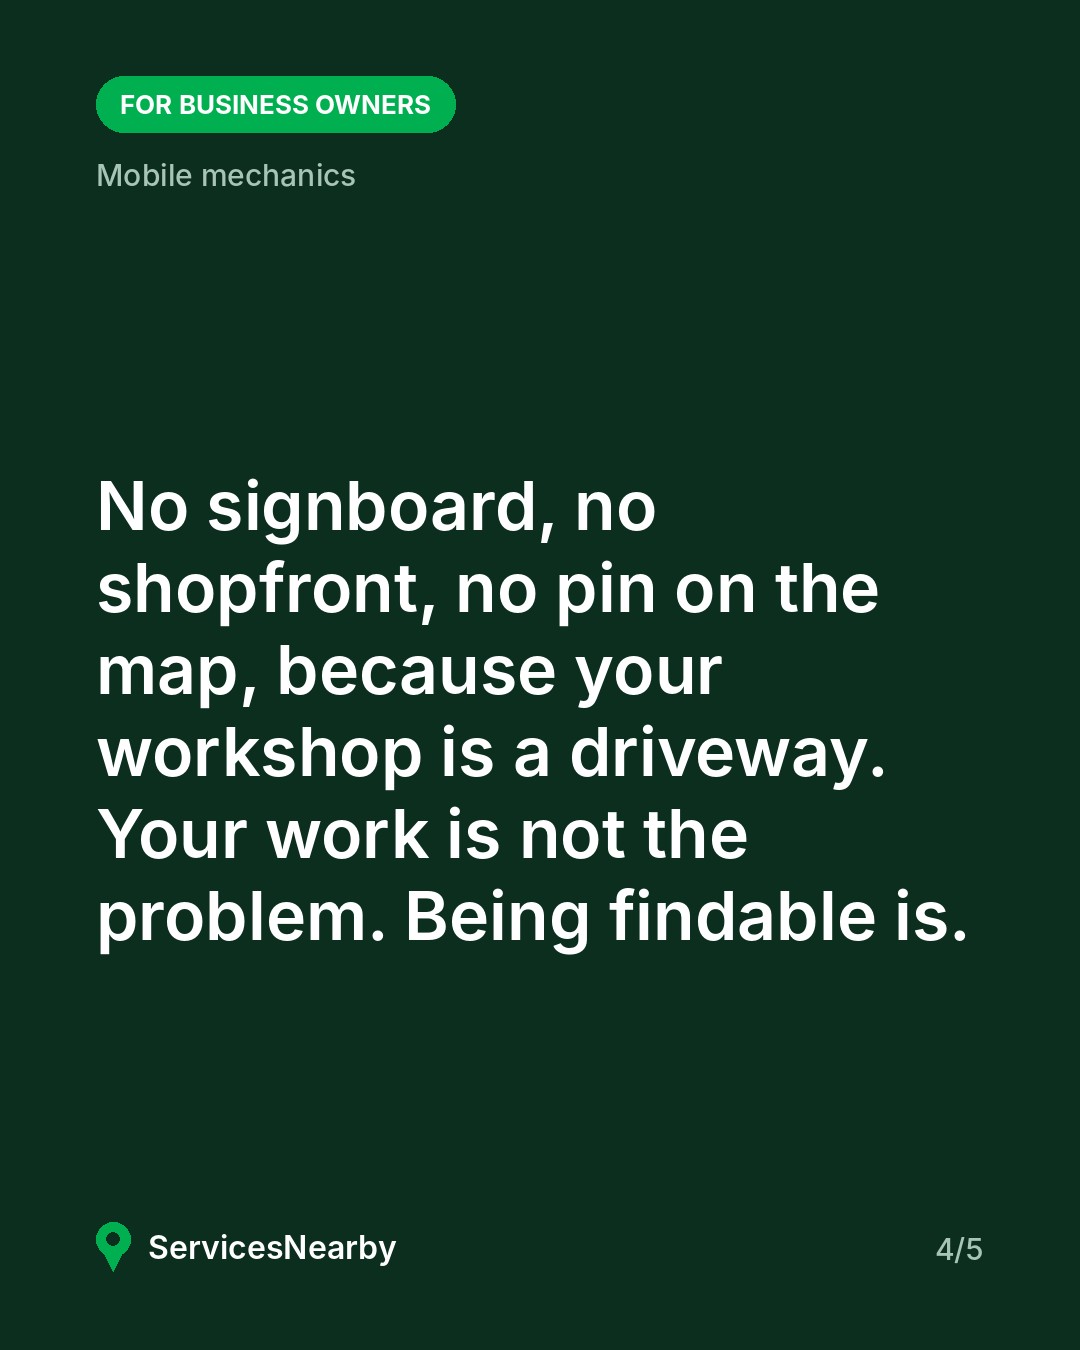 FOR BUSINESS OWNERS
Mobile mechanics
No signboard, no
shopfront, no pin on the
map, because your
workshop is a driveway.
Your work is not the
problem. Being findable is.
ServicesNearby
4/5